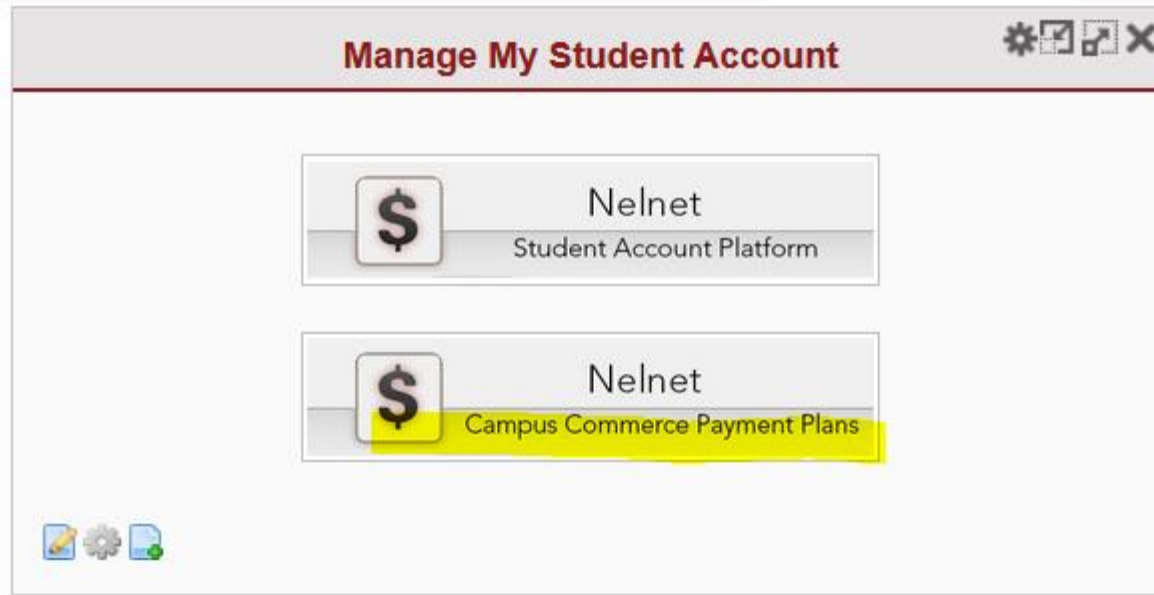 Manage My Student Account
$
Nelnet
Student Account Platform
$
Nelnet
Campus Commerce Payment Plans